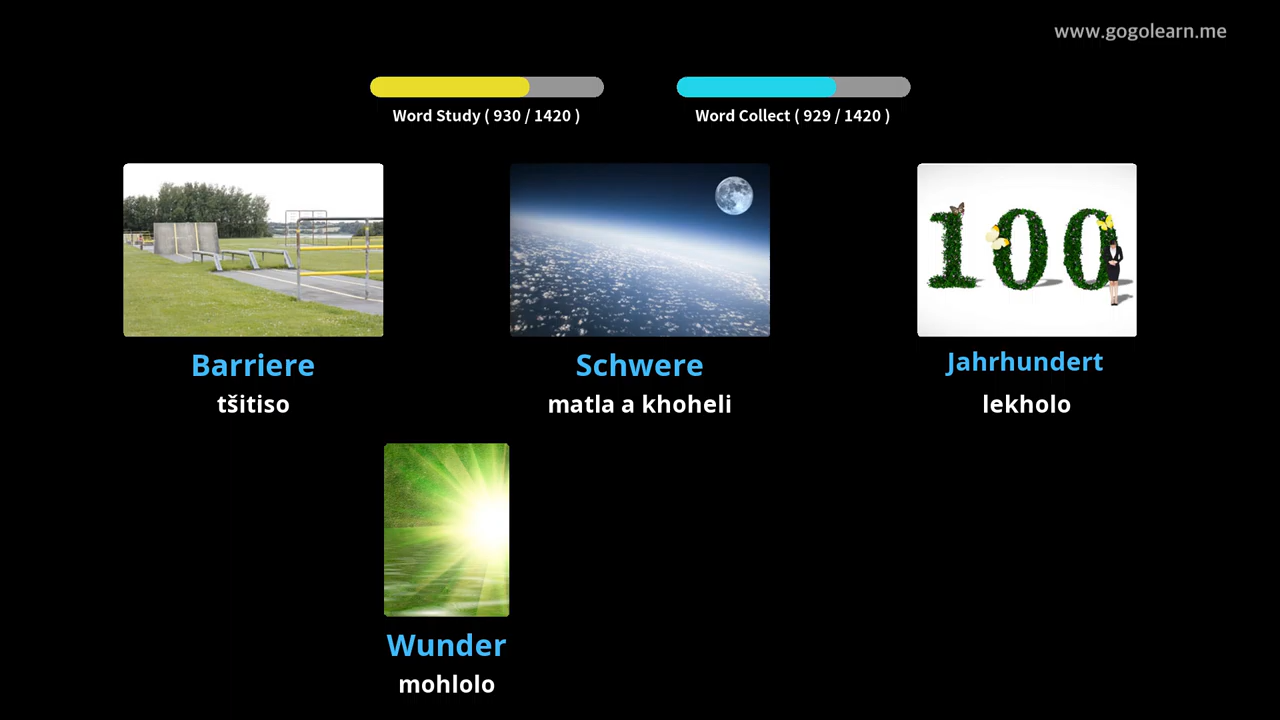 www.gogolearn.me
Word Study ( 930 / 1420 )
Word Collect ( 929 / 1420 )
100
Barriere
Schwere
Jahrhundert
tšitiso
matla a khoheli
lekholo
Wunder
mohlolo